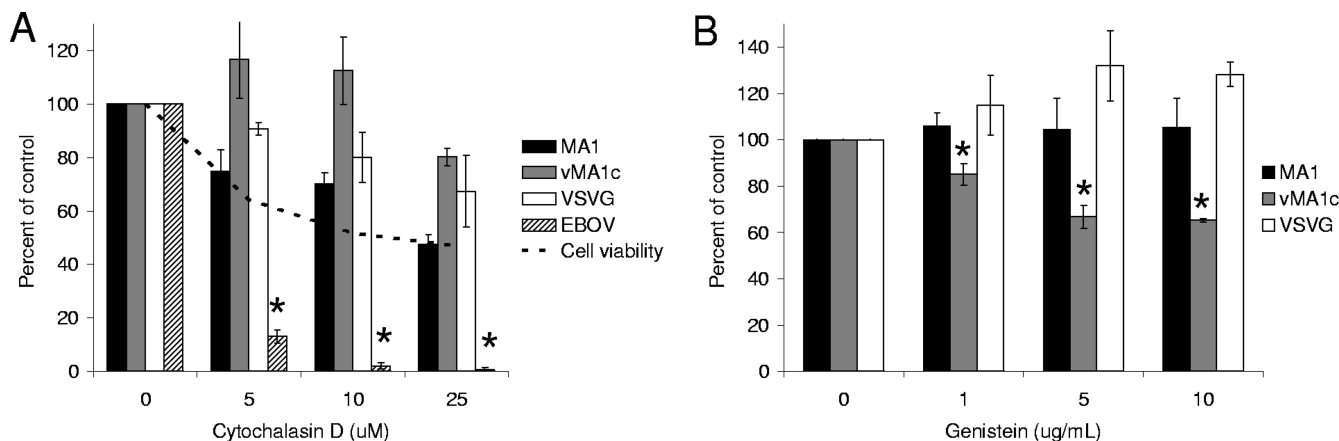 A
Percent of control
120
100
80
60
40
20
0
*
*
*
0 5 10 25
Cytochalasin D (uM)
MA1
vMA1c
VSVG
EBOV
Cell viability
B
Percent of control
140
120
100
80
60
40
20
0
*
*
*
0 1 5 10
Genistein (ug/mL)
MA1
vMA1c
VSVG